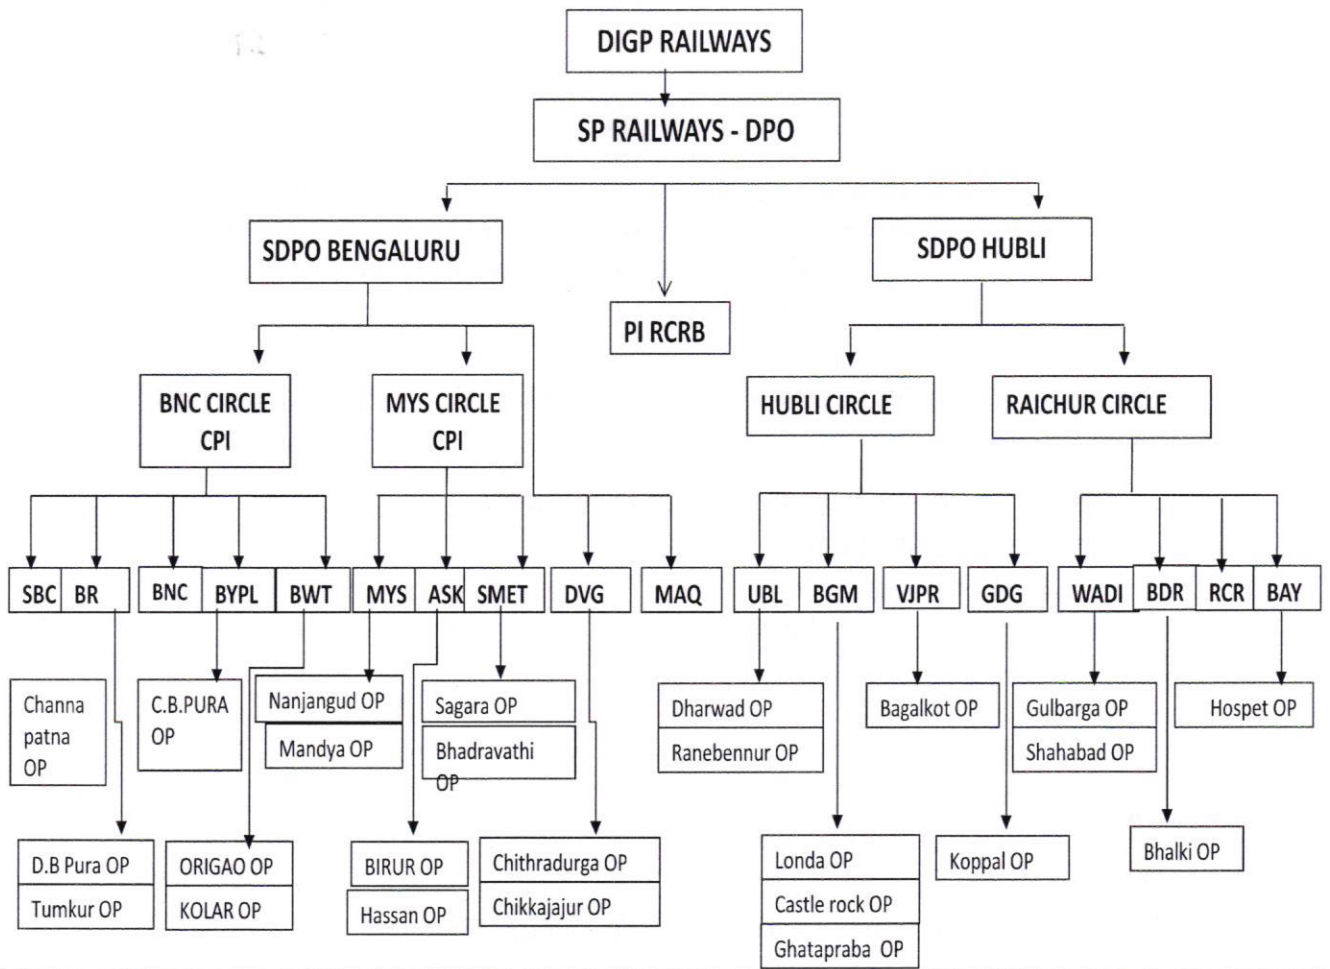 DIGP RAILWAYS
SP RAILWAYS - DPO
SDPO BENGALURU
SDPO HUBLI
PI RCRB
BNC CIRCLE
CPI
MYS CIRCLE
CPI
HUBLI CIRCLE
RAICHUR CIRCLE
SBC
BR
BNC
BYPL
BWT
MYS
ASK
SMET
DVG
MAQ
UBL
BGM
VJPR
GDG
WADI
BDR
RCR
BAY
Channa
patna
OP
C.B.PURA
OP
Nanjangud OP
Mandya OP
Sagara OP
Bhadravathi
OP
Dharwad OP
Ranebennur OP
Bagalkot OP
Gulbarga OP
Shahabad OP
Hospet OP
D.B Pura OP
Tumkur OP
ORIGAO OP
KOLAR OP
BIRUR OP
Hassan OP
Chithradurga OP
Chikkajajur OP
Londa OP
Castle rock OP
Ghatapraba OP
Koppal OP
Bhalki OP